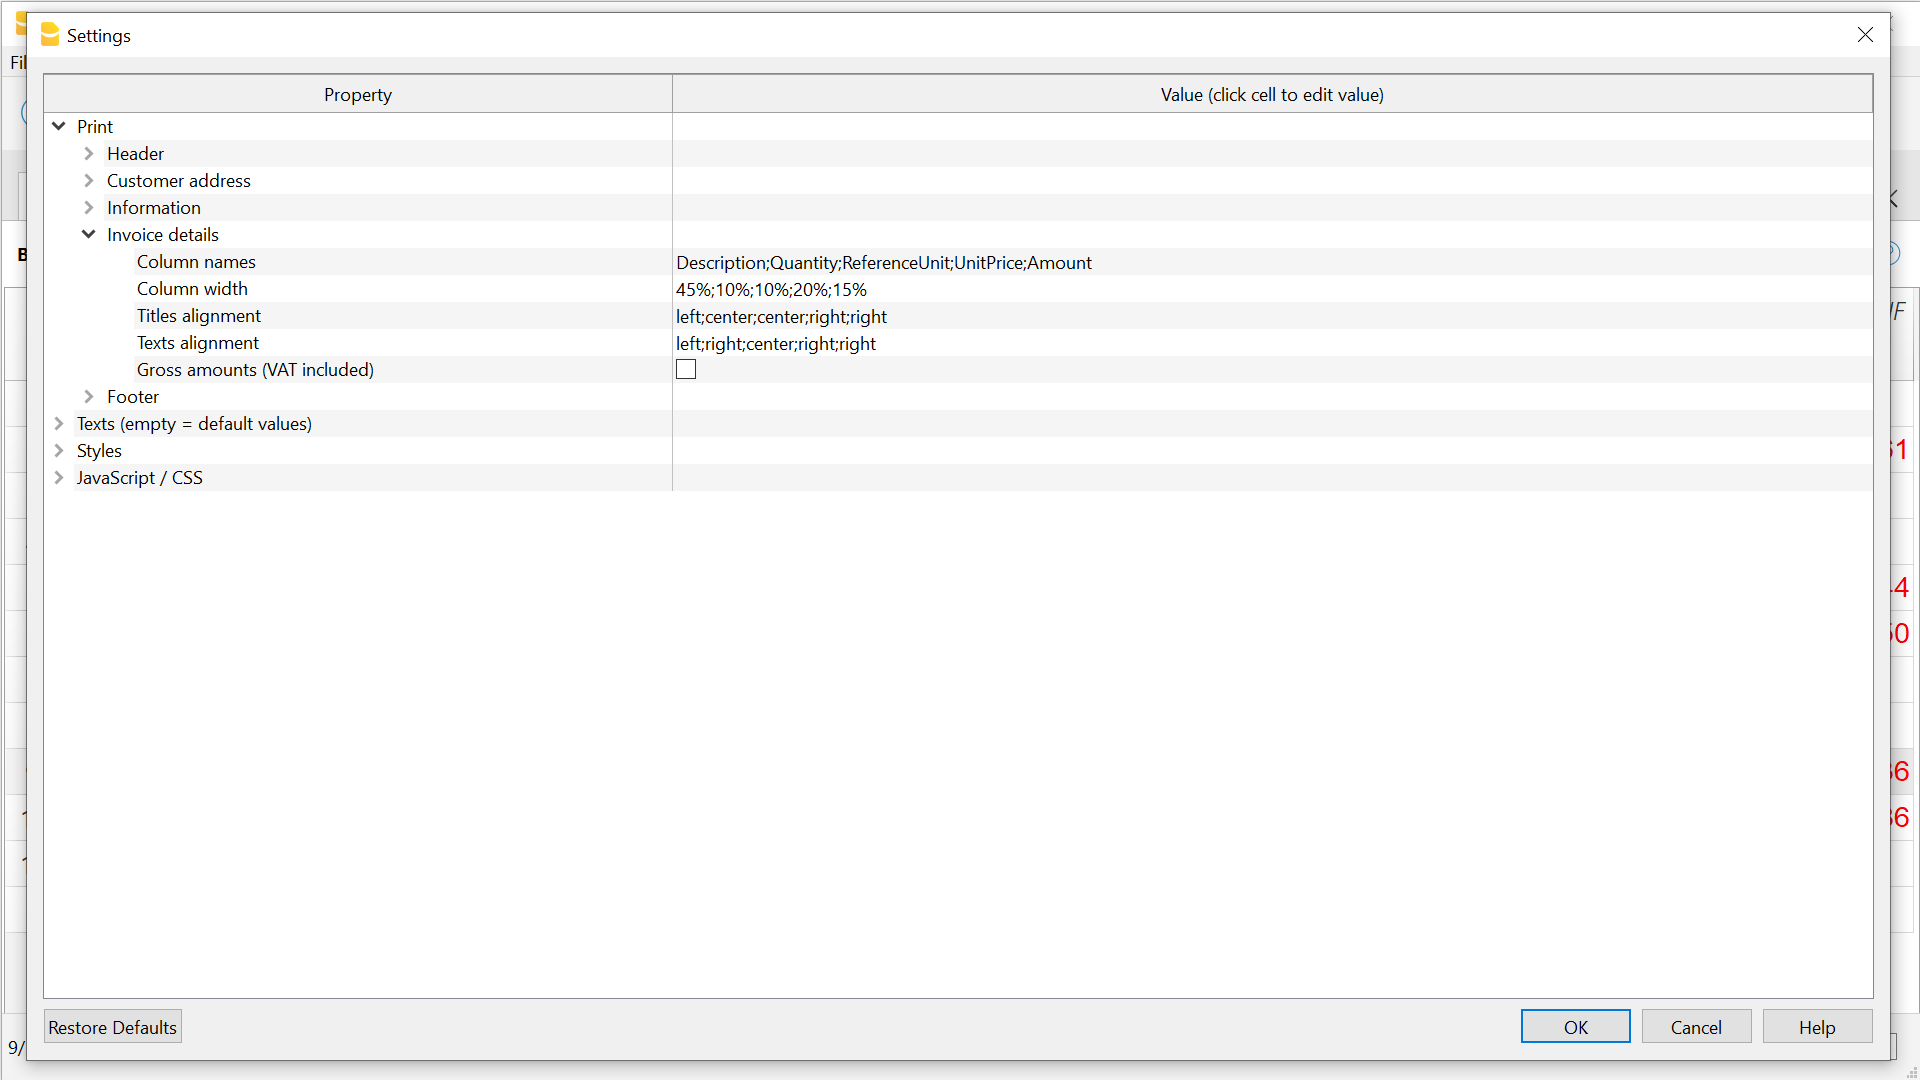 Settings
Property
Value (click cell to edit value)
Print
Header
Customer address
Information
Invoice details
Column names
Description;Quantity;ReferenceUnit;UnitPrice;Amount
Column width
45%;10%;10%;20%;15%
Titles alignment
left;center;center;right;right
Texts alignment
left;right;center;right;right
Gross amounts (VAT included)
Footer
Texts (empty = default values)
Styles
JavaScript / CSS
Restore Defaults
OK
Cancel
Help
9/